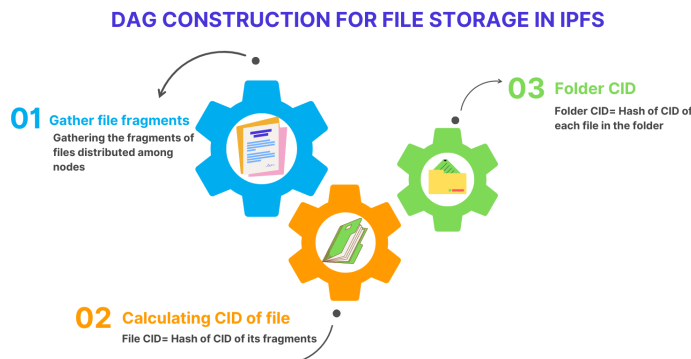 DAG CONSTRUCTION FOR FILE STORAGE IN IPFS
01 Gather file fragments
Gathering the fragments of
files distributed among
nodes
03 Folder CID
Folder CID= Hash of CID of
each file in the folder
02 Calculating CID of file
File CID= Hash of CID of its fragments